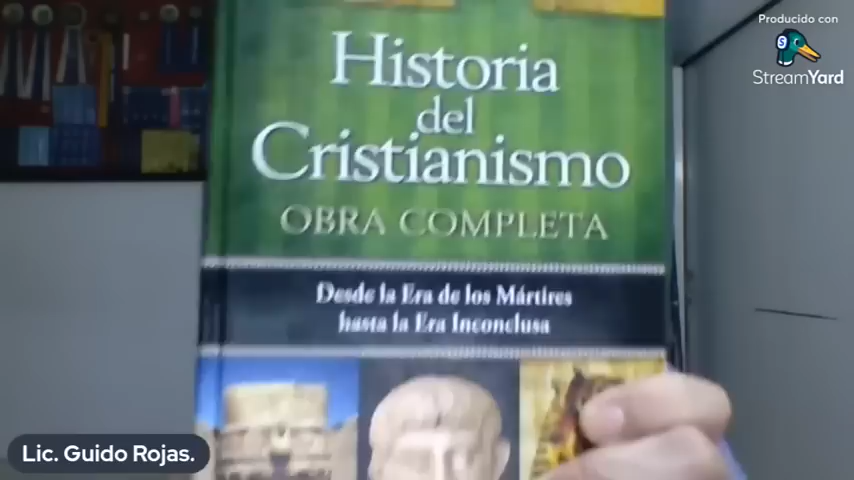 Producido con
StreamYard
Historia
del
Cristianismo
OBRA COMPLETA
Desde la Era de los Mártires
hasta la Era Inconclusa
Lic. Guido Rojas.